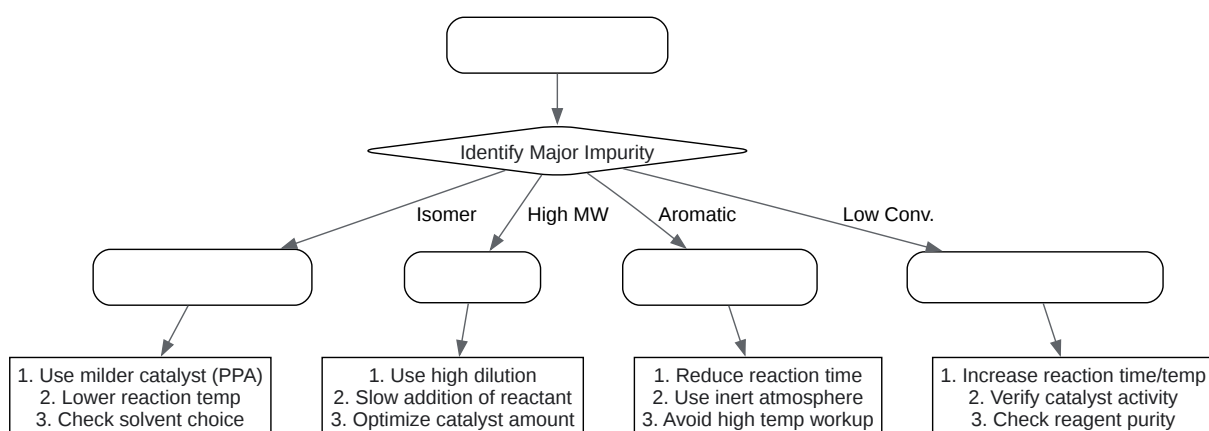 Identify Major Impurity
Isomer
High MW
Aromatic
Low Conv.
1. Use milder catalyst (PPA)
2. Lower reaction temp
3. Check solvent choice
1. Use high dilution
2. Slow addition of reactant
3. Optimize catalyst amount
1. Reduce reaction time
2. Use inert atmosphere
3. Avoid high temp workup
1. Increase reaction time/temp
2. Verify catalyst activity
3. Check reagent purity